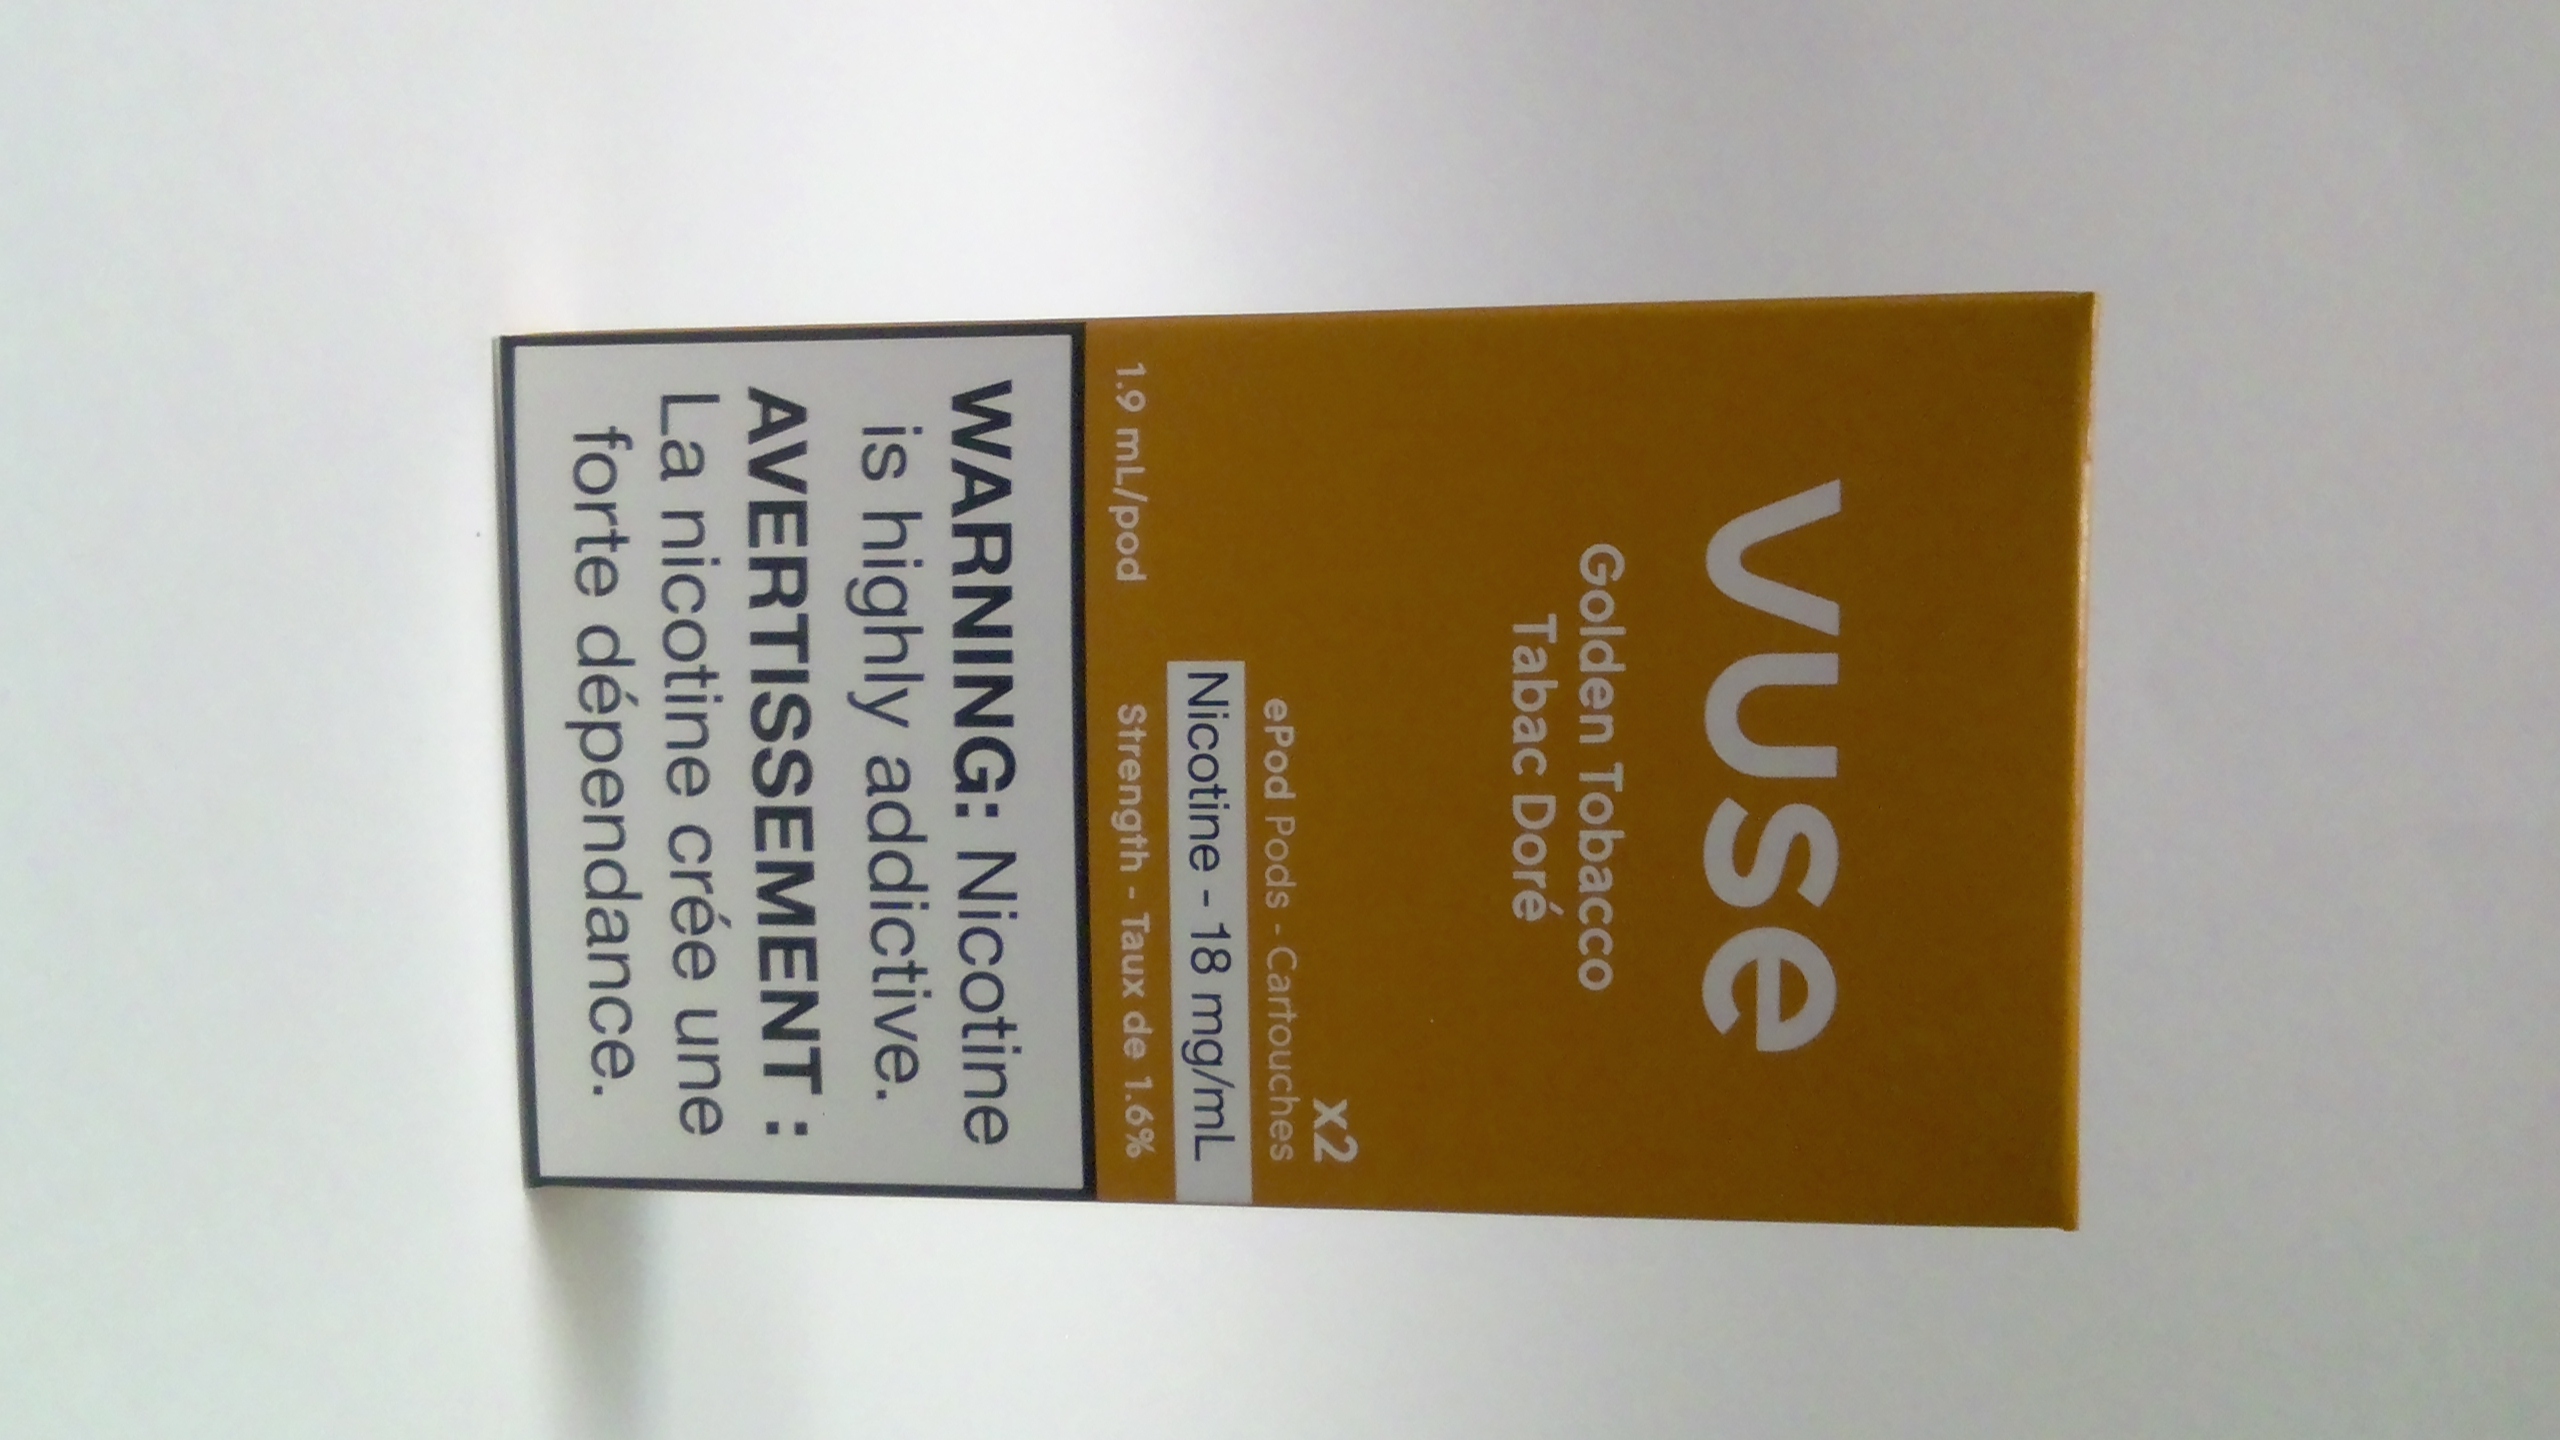 vuse
Golden Tobacco
Tabac Doré
x2
ePod Pods - Cartouches
Nicotine - 18 mg/mL
1.9 mL/pod Strength - Taux de 1.6%
WARNING: Nicotine
is highly addictive.
AVERTISSEMENT :
La nicotine crée une
forte dépendance.